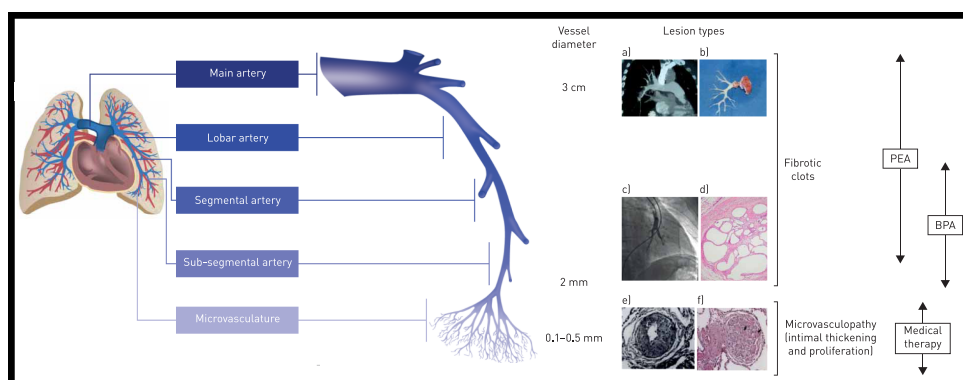 Vessel
diameter
Lesion types
a)
b)
Main artery
3 cm
Lobar artery
PEA
Fibrotic
clots
c)
d)
Segmental artery
BPA
Sub-segmental artery
2 mm
e)
f)
Microvasculature
0.1–0.5 mm
Microvasculopathy
(intimal thickening
and proliferation)
Medical
therapy